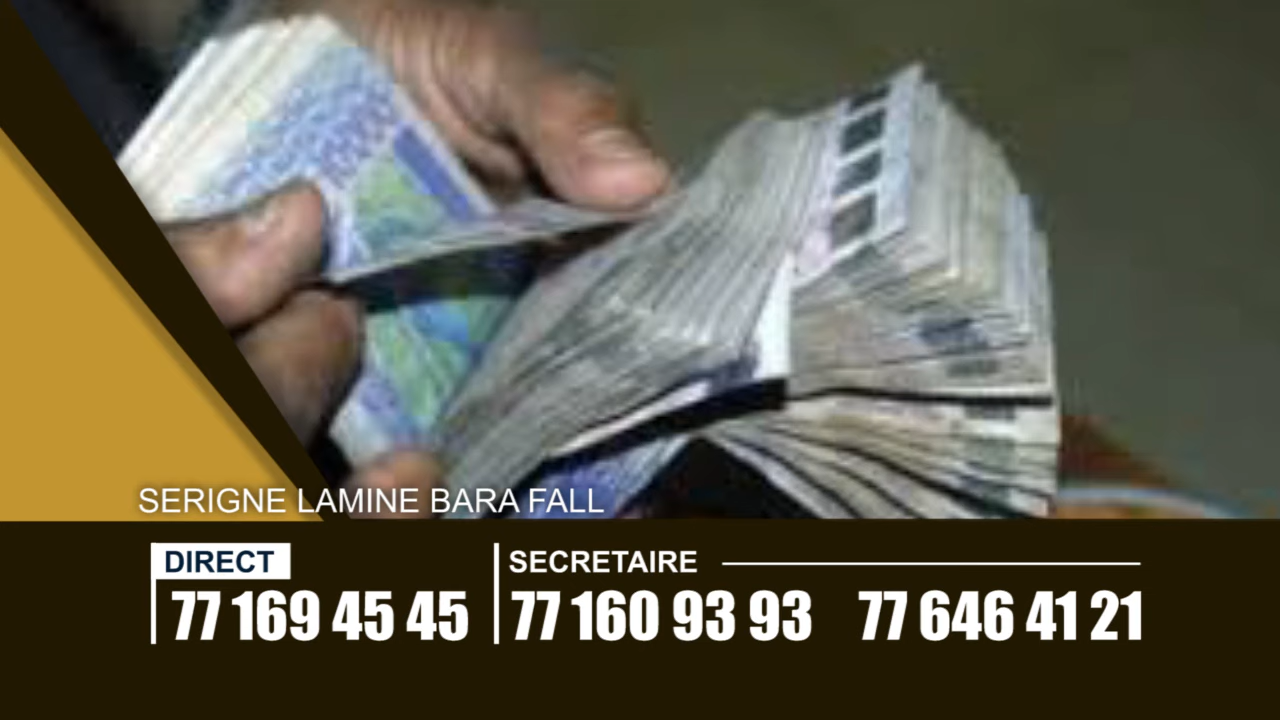 SERIGNE LAMINE BARA FALL
DIRECT
77 169 45 45
SECRETAIRE
77 160 93 93 77 646 41 21